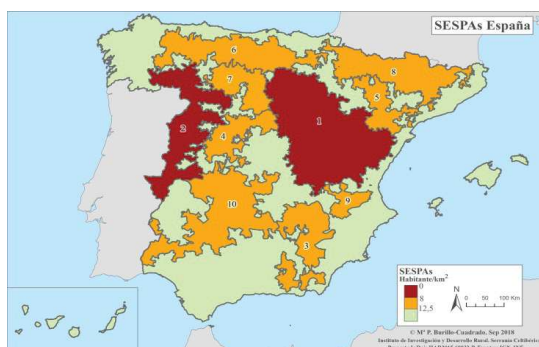 SESPAs España
6
8
7
5
1
2
4
9
10
3
SESPAs
Habitante/km²
0
8
12,5
N
0 50 100 Km
© Mª P. Burillo-Cuadrado. Sep 2018
Instituto de Investigación y Desarrollo Rural. Serranía Celtibérica